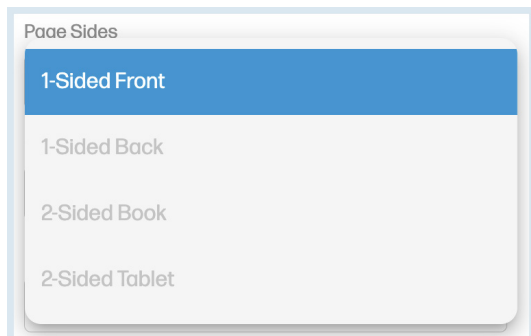 Page Sides
1-Sided Front
1-Sided Back
2-Sided Book
2-Sided Tablet